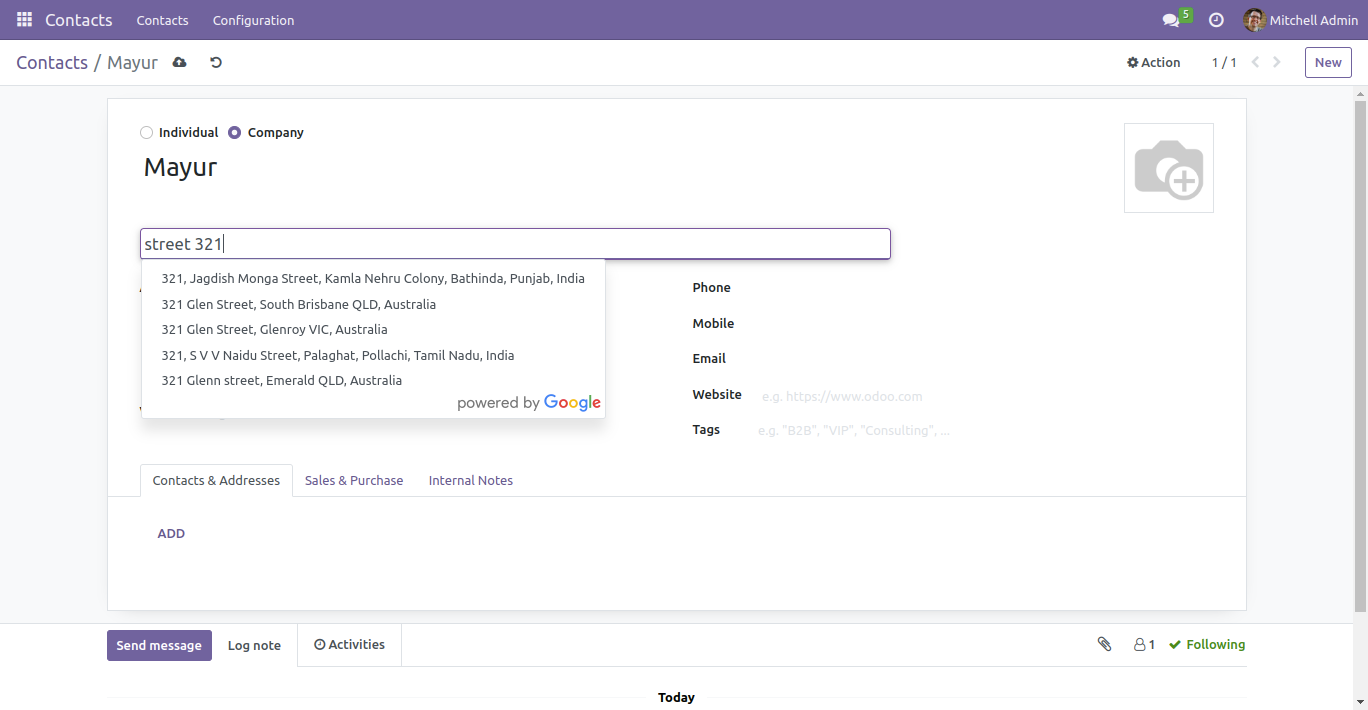 Contacts Contacts Configuration 5 Mitchell Admin
Contacts / Mayur Action 1 / 1 New
Individual Company
Mayur
street 321
321, Jagdish Monga Street, Kamla Nehru Colony, Bathinda, Punjab, India
321 Glen Street, South Brisbane QLD, Australia
321 Glen Street, Glenroy VIC, Australia
321, S V V Naidu Street, Palaghat, Pollachi, Tamil Nadu, India
321 Glenn street, Emerald QLD, Australia
powered by Google
Phone
Mobile
Email
Website e.g. https://www.odoo.com
Tags e.g. "B2B", "VIP", "Consulting", ...
Contacts & Addresses Sales & Purchase Internal Notes
ADD
Send message Log note Activities 1 Following
Today